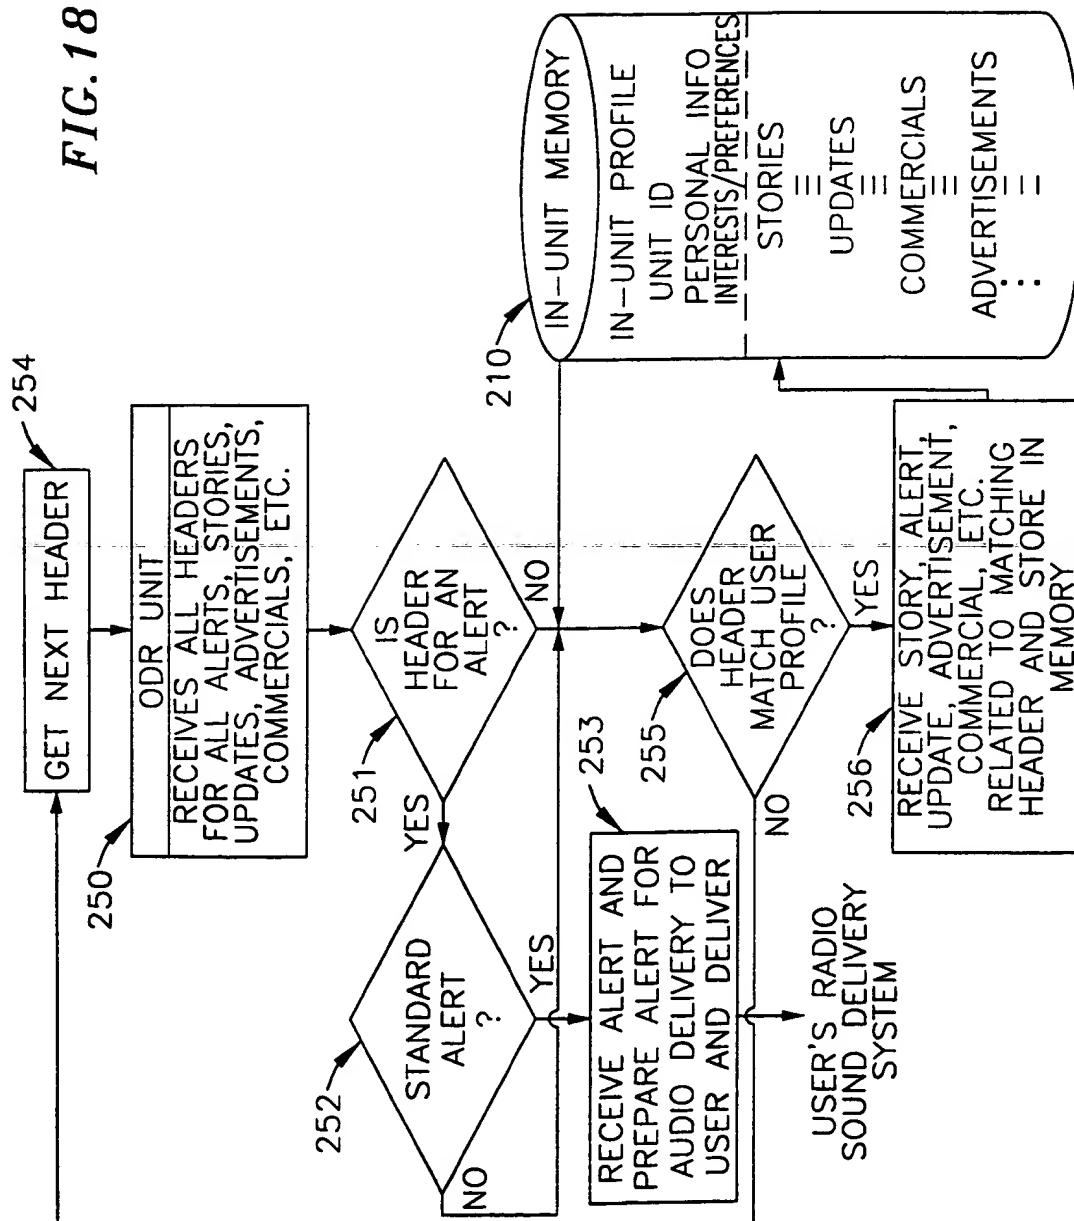 FIG.18
254
GET NEXT HEADER
250
ODR UNIT
RECEIVES ALL HEADERS
FOR ALL ALERTS, STORIES,
UPDATES, ADVERTISEMENTS,
COMMERCIALS, ETC.
251
IS
HEADER
FOR AN
ALERT
?
YES
NO
252
STANDARD
ALERT
?
NO
YES
253
RECEIVE ALERT AND
PREPARE ALERT FOR
AUDIO DELIVERY TO
USER AND DELIVER
USER'S RADIO
SOUND DELIVERY
SYSTEM
255
DOES
HEADER
MATCH USER
PROFILE
?
NO
YES
256
RECEIVE STORY, ALERT,
UPDATE, ADVERTISEMENT,
COMMERCIAL, ETC.
RELATED TO MATCHING
HEADER AND STORE IN
MEMORY
210
IN-UNIT MEMORY
IN-UNIT PROFILE
UNIT ID
PERSONAL INFO
INTERESTS/PREFERENCES
STORIES
UPDATES
COMMERCIALS
ADVERTISEMENTS